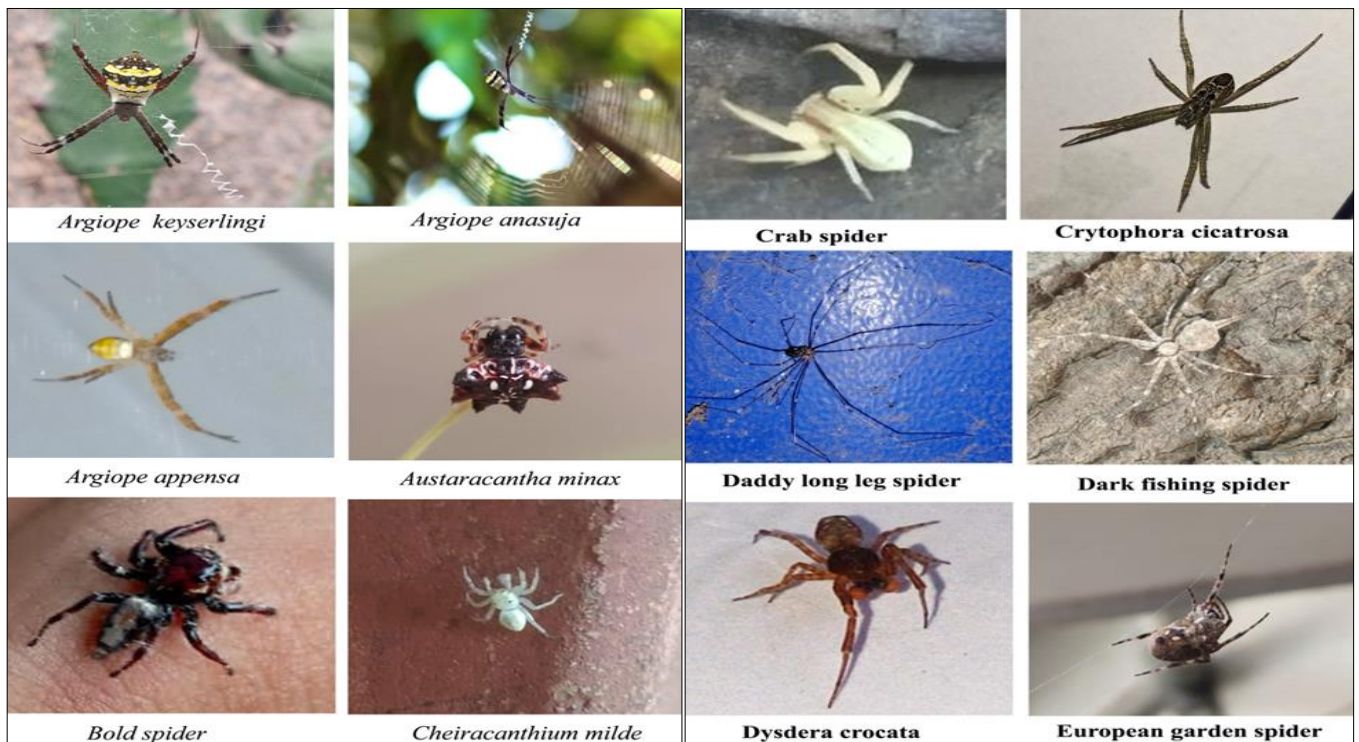 Argiope keyserlingi
Argiope anasuja
Argiope appensa
Austaracantha minax
Bold spider
Cheiracanthium milde
Crab spider
Crytophora cicatrosa
Daddy long leg spider
Dark fishing spider
Dysdera crocata
European garden spider